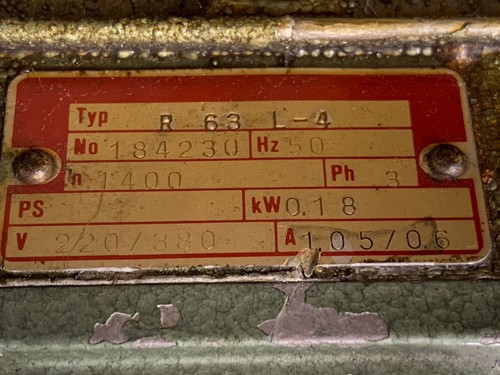 Typ R 63 L-4
No 184230 Hz 50
n 1400 Ph 3
PS kW 0.18
V 220/380 A 1.05/0.6